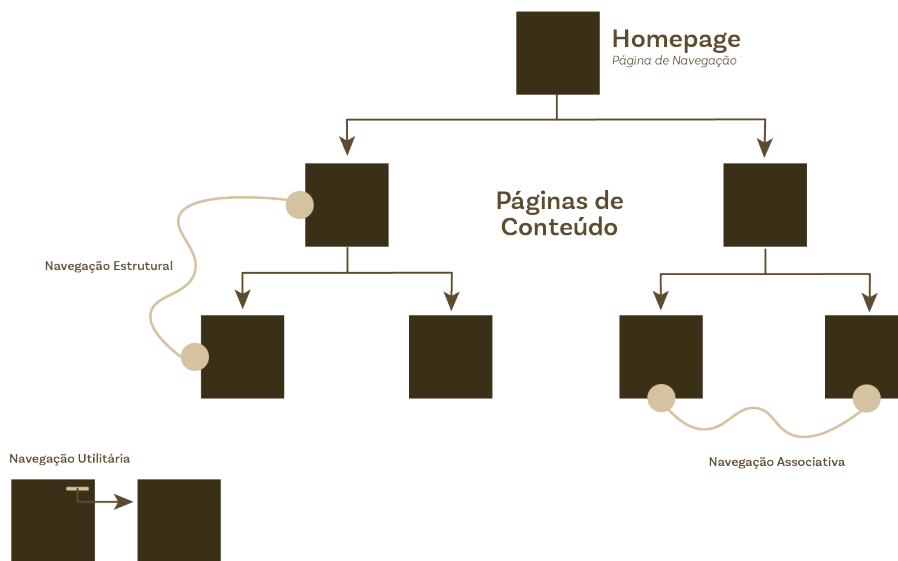 Homepage
Página de Navegação
Páginas de
Conteúdo
Navegação Estrutural
Navegação Utilitária
Navegação Associativa